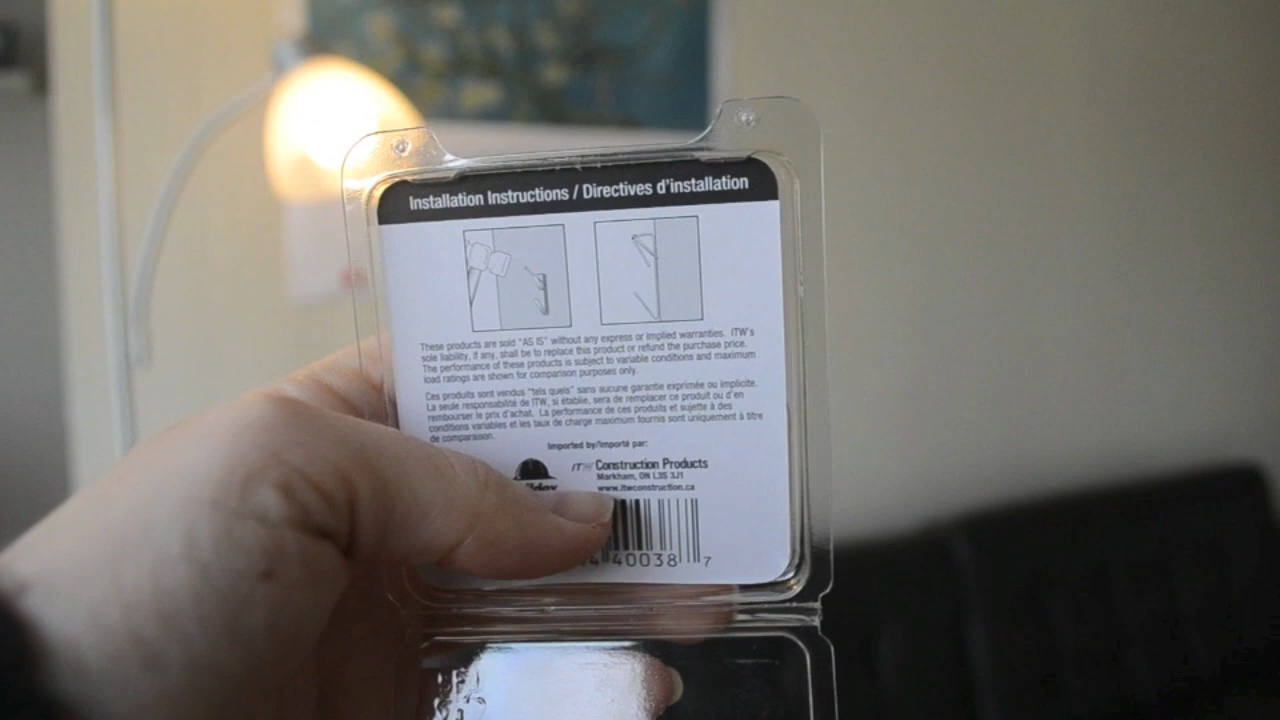 Installation Instructions / Directives d'installation
These products are sold "AS IS" without any express or implied warranties. ITW's
sole liability, if any, shall be to replace this product or refund the purchase price.
The performance of these products is subject to variable conditions and maximum
load ratings are shown for comparison purposes only.
Ces produits sont vendus "tels quels" sans aucune garantie exprimée ou implicite.
La seule responsabilité de ITW, si établie, sera de remplacer ce produit ou d'en
rembourser le prix d'achat. La performance de ces produits et sujette à des
conditions variables et les taux de charge maximum fournis sont uniquement à titre
de comparaison.
Imported by/Importé par:
ITW Construction Products
Markham, ON L3S 3J1
www.itwconstruction.ca
4 40038 7